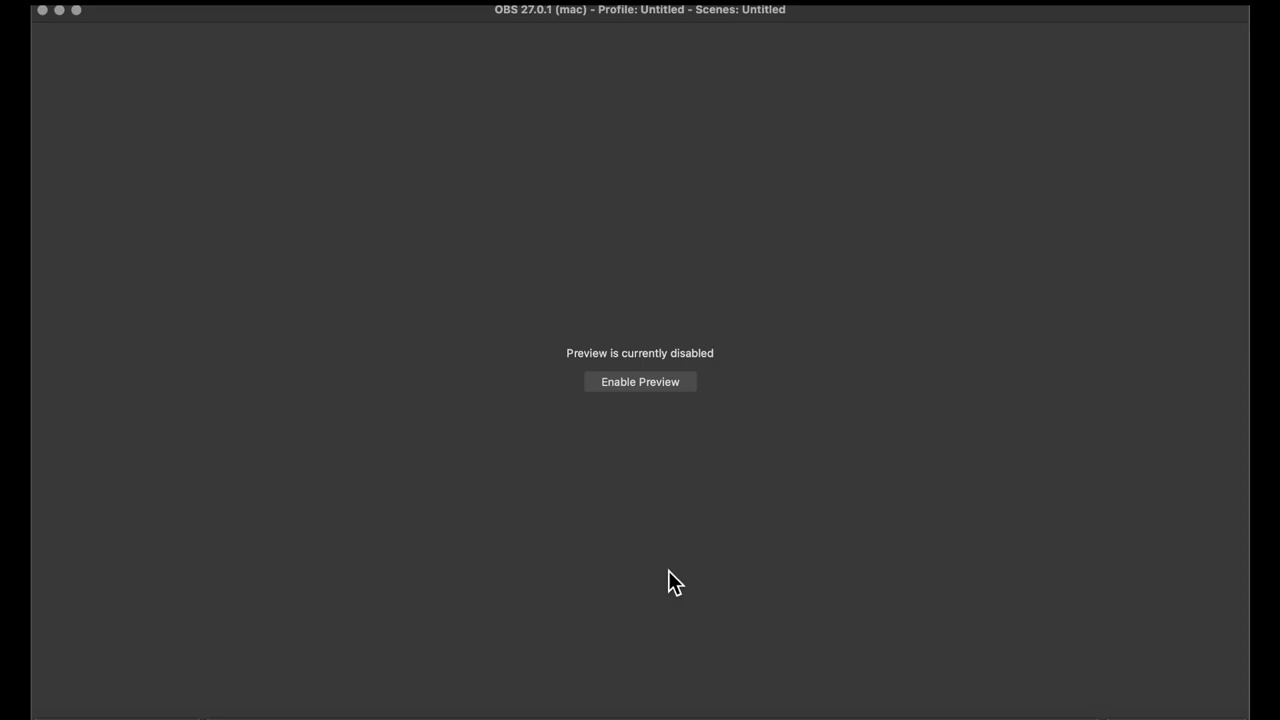 OBS 27.0.1 (mac) - Profile: Untitled - Scenes: Untitled
Preview is currently disabled
Enable Preview